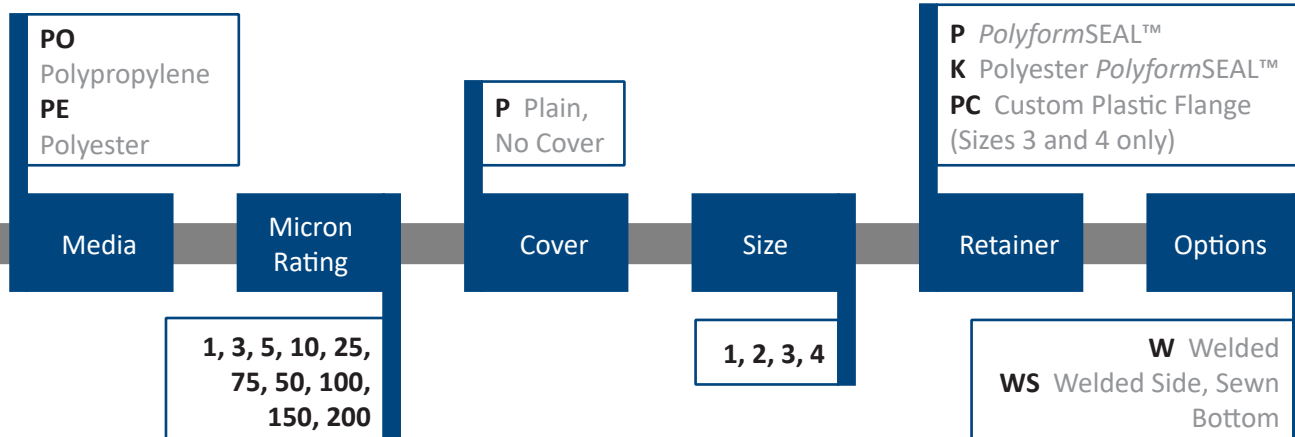 PO
Polypropylene
PE
Polyester
Media
Micron
Rating
1, 3, 5, 10, 25,
75, 50, 100,
150, 200
P Plain,
No Cover
Cover
Size
1, 2, 3, 4
P PolyformSEAL™
K Polyester PolyformSEAL™
PC Custom Plastic Flange
(Sizes 3 and 4 only)
Retainer
Options
W Welded
WS Welded Side, Sewn
Bottom